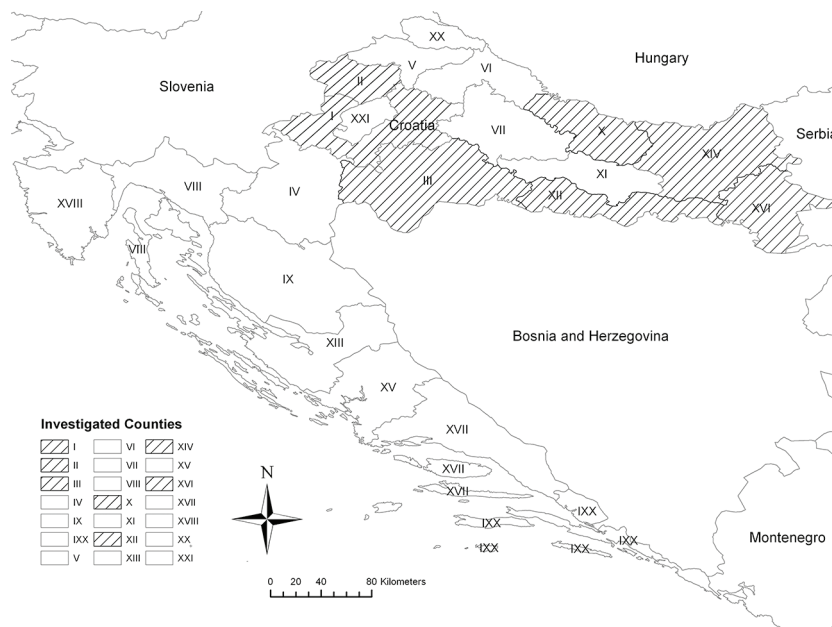 XX
Hungary
V
VI
II
Slovenia
I
XXI
Croatia
VII
X
Serbia
XIV
XI
III
VIII
IV
XII
XVIII
XVI
VIII
IX
Bosnia and Herzegovina
XIII
XV
XVII
XVII
XVII
IXX
IXX
IXX
IXX
IXX
Montenegro
Investigated Counties
I VI XIV
II VII XV
III VIII XVI
IV X XVII
IX XI XVIII
IXX XII XX
V XIII XXI
N
0 20 40 80 Kilometers